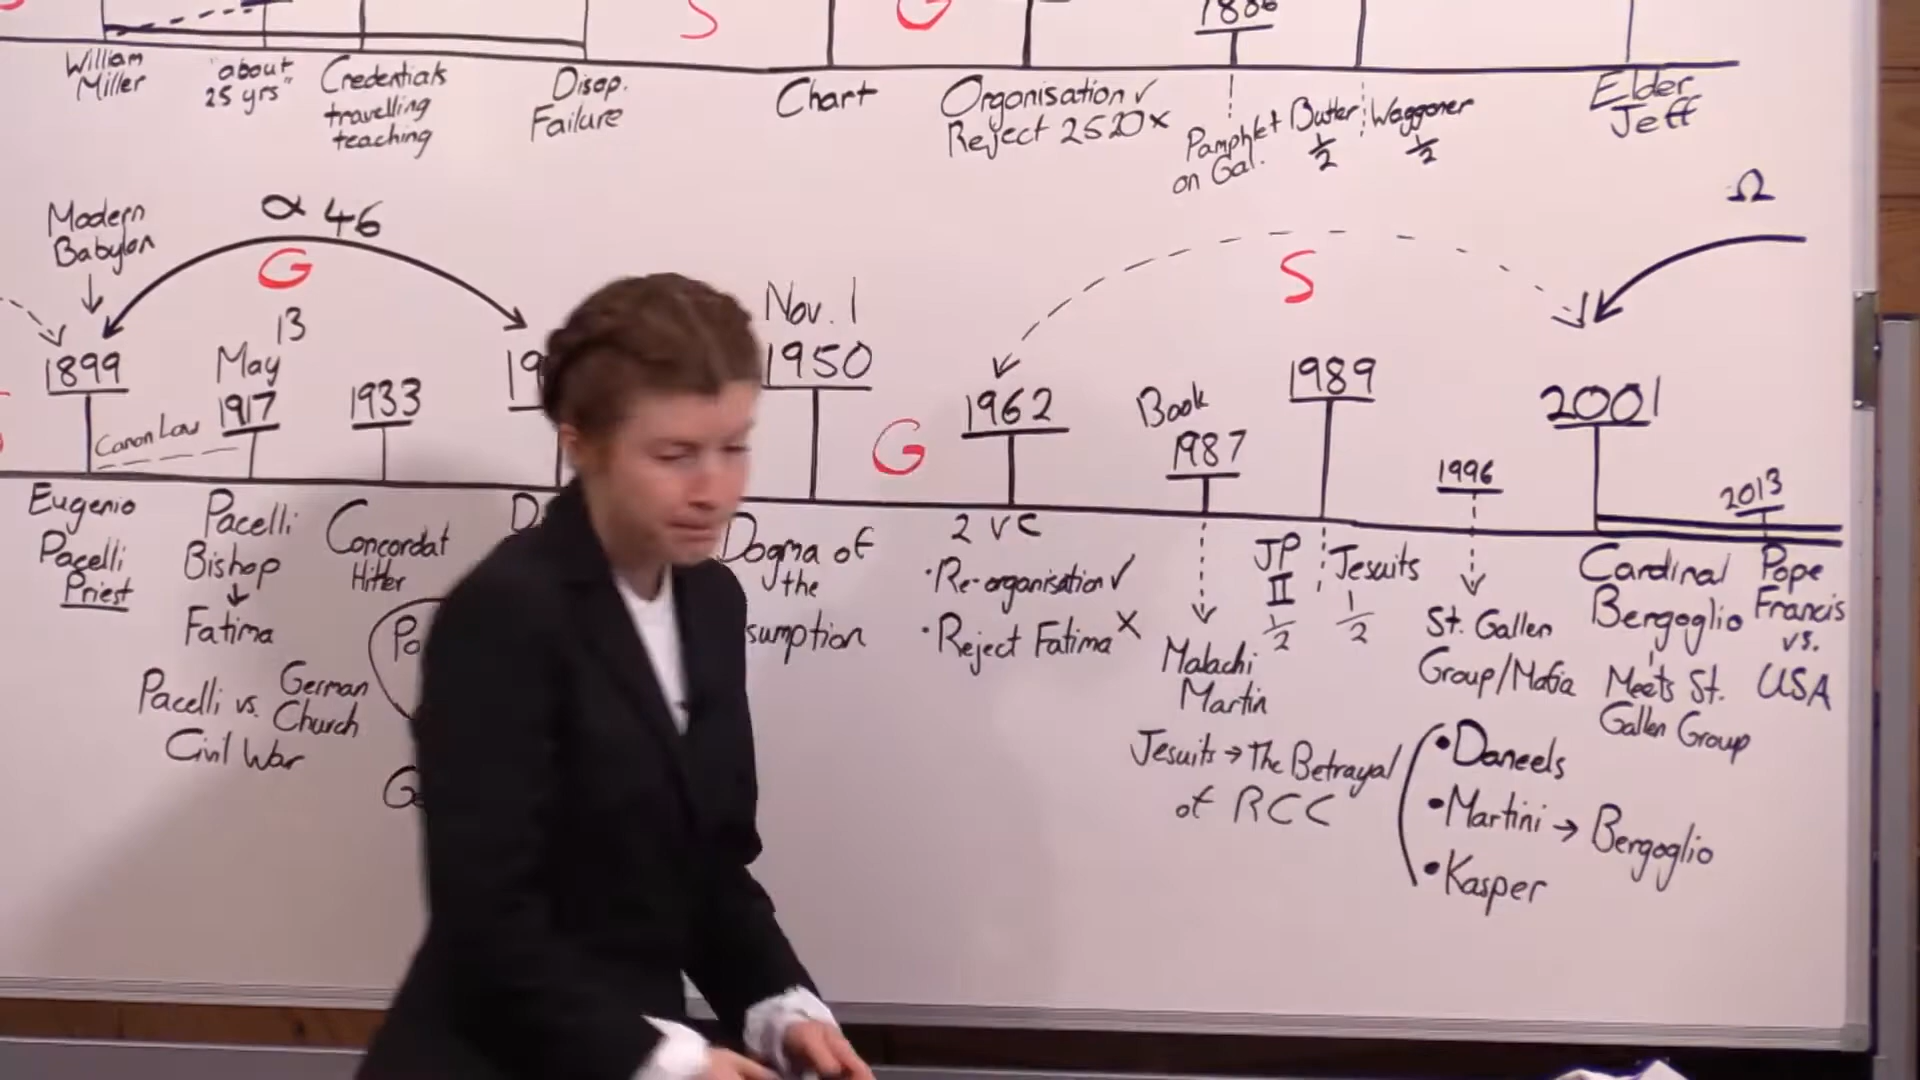 S
G
1886
William
Miller
"about
25 yrs"
Credentials
travelling
teaching
Disap.
Failure
Chart
Organisation ✓
Reject 2520 x
Pamphlet
on Gal.
Butler
1/2
Waggoner
1/2
Elder
Jeff
Modern
Babylon
α 46
G
S
Ω
1899
May 13
1917
1933
19
Nov. 1
1950
G
1962
Book
1987
1989
1996
2001
2013
Canon Law
Eugenio
Pacelli
Priest
Pacelli
Bishop
Fatima
Pacelli vs. German
Church
Civil War
Concordat
Hitler
D
Po
G
Dogma of
the
sumption
2 VC
·Re-organisation ✓
·Reject Fatima x
Malachi
Martin
Jesuits → The Betrayal
of RCC
JP
II
1/2
Jesuits
1/2
St. Gallen
Group/Mafia
•Daneels
•Martini → Bergoglio
•Kasper
Cardinal
Bergoglio
Meets St.
Gallen Group
Pope
Francis
vs.
USA